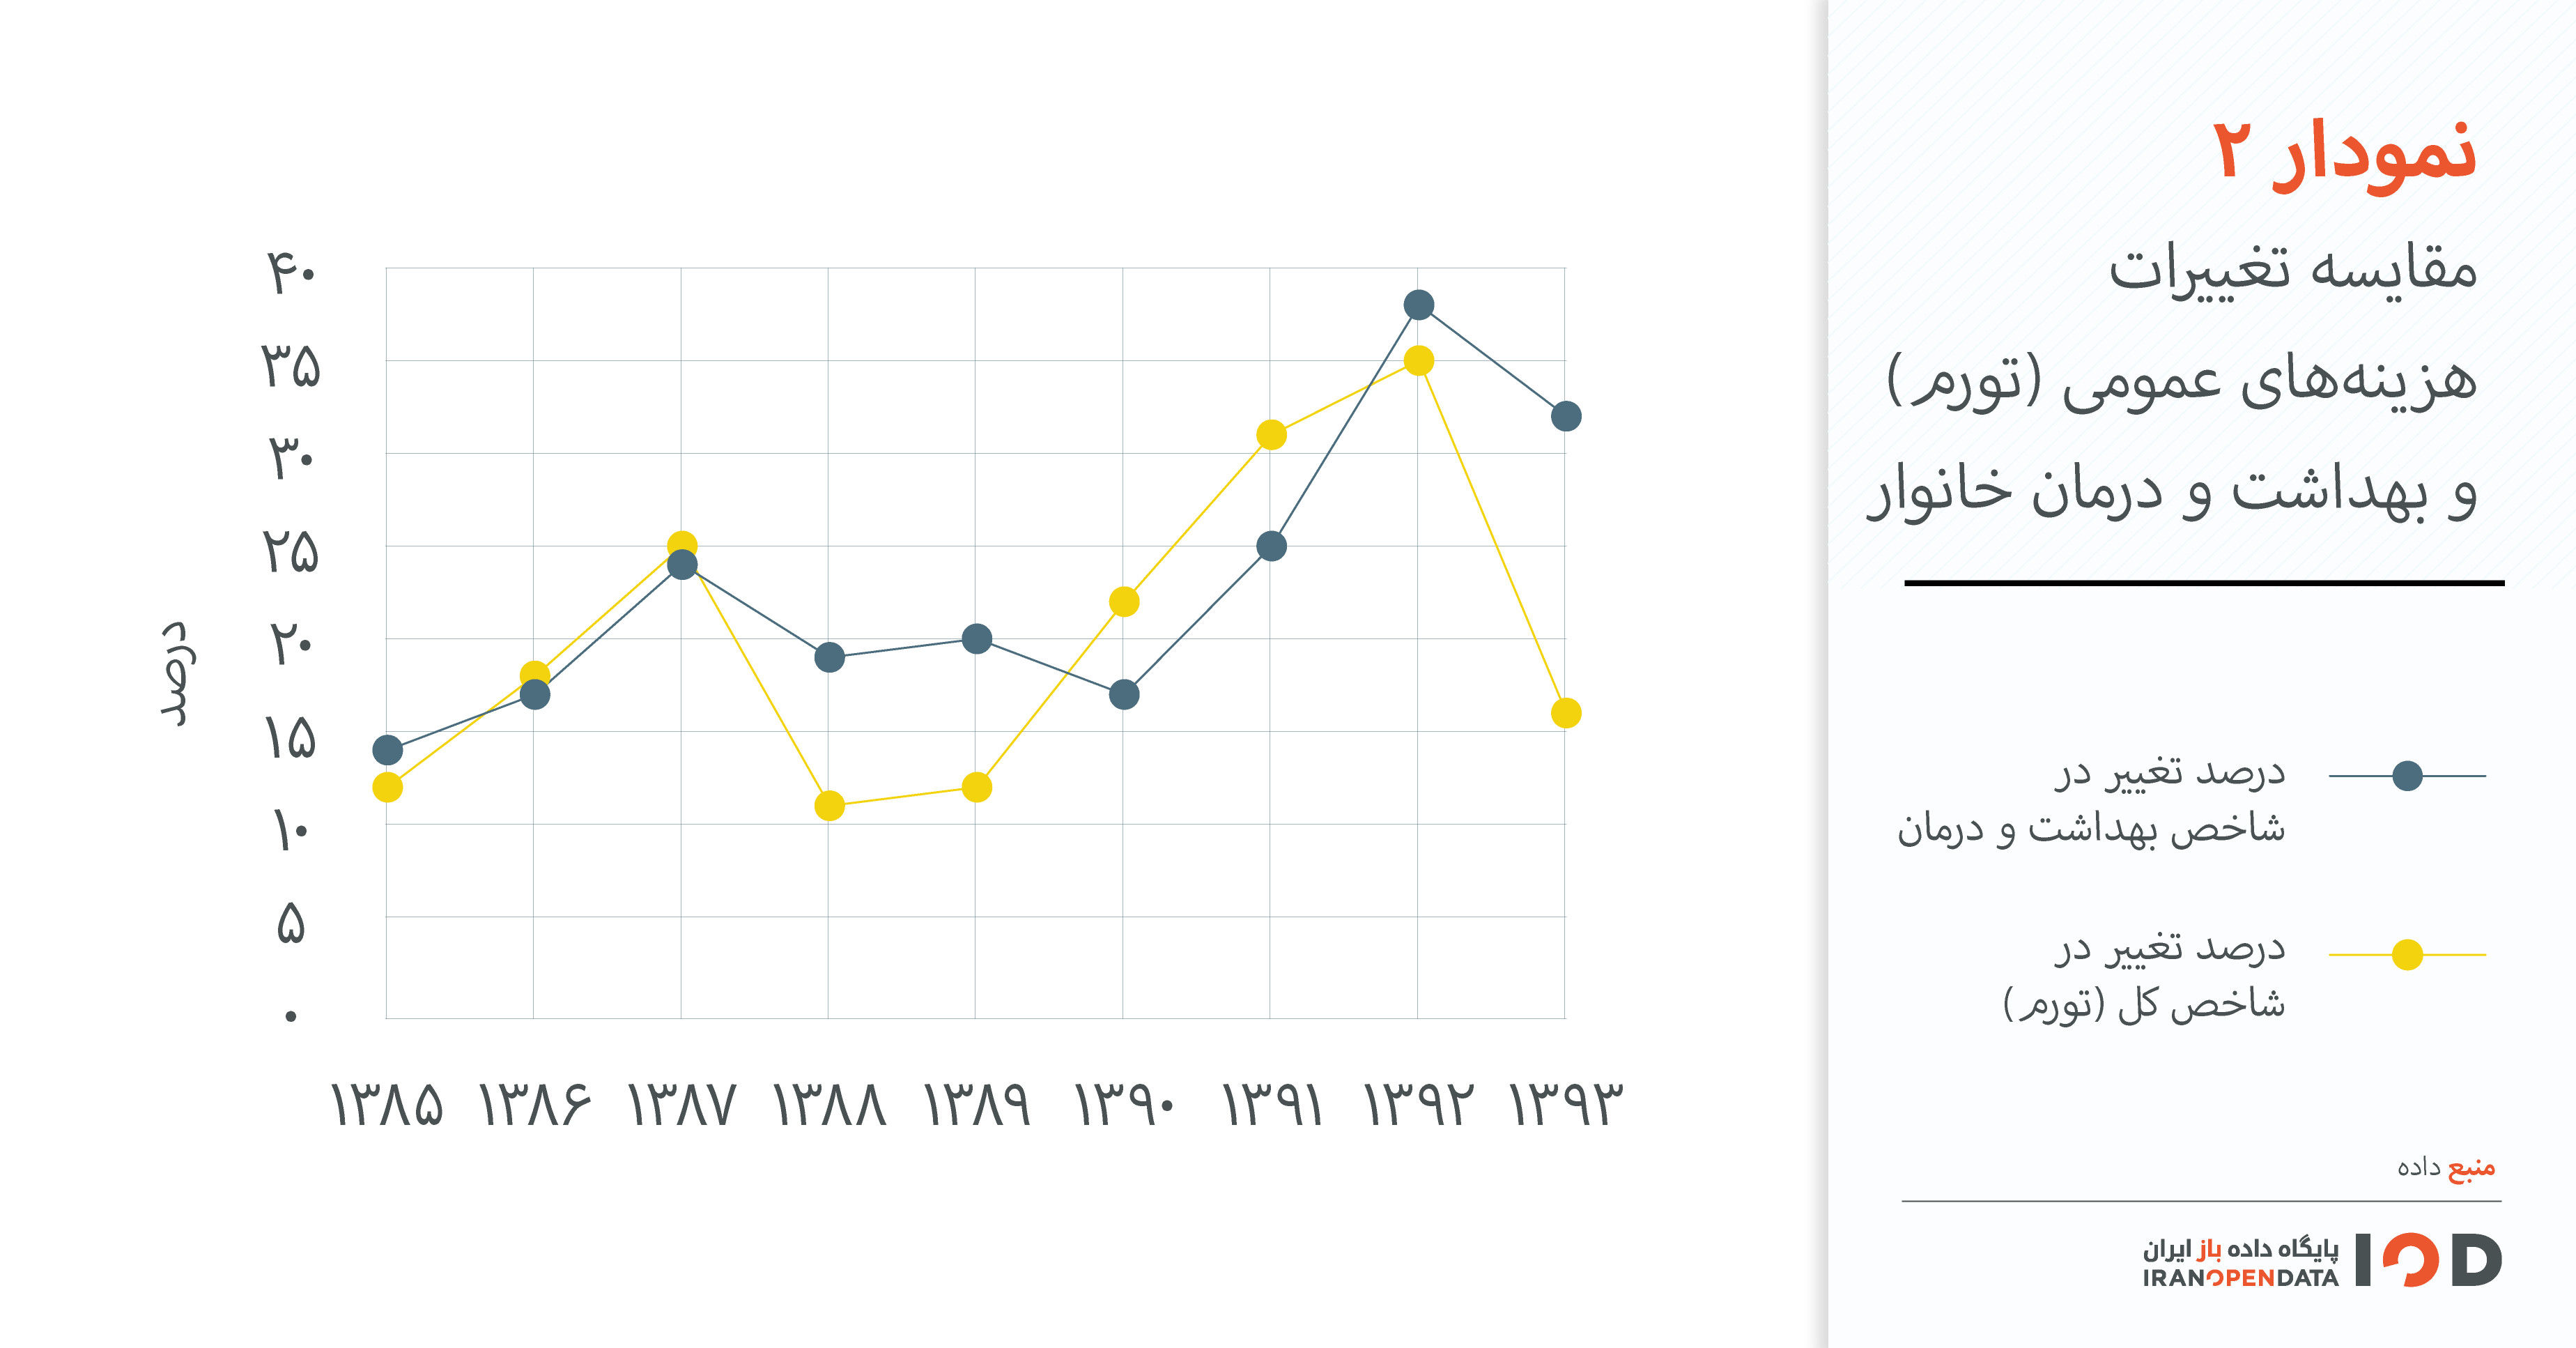 نمودار ۲
مقایسه تغییرات
هزینه‌های عمومی (تورم)
و بهداشت و درمان خانوار
درصد تغییر در
شاخص بهداشت و درمان
درصد تغییر در
شاخص کل (تورم)
منبع داده
پایگاه داده باز ایران
IRANOPENDATA
IOD
درصد
۴۰
۳۵
۳۰
۲۵
۲۰
۱۵
۱۰
۵
۰
۱۳۸۵ ۱۳۸۶ ۱۳۸۷ ۱۳۸۸ ۱۳۸۹ ۱۳۹۰ ۱۳۹۱ ۱۳۹۲ ۱۳۹۳